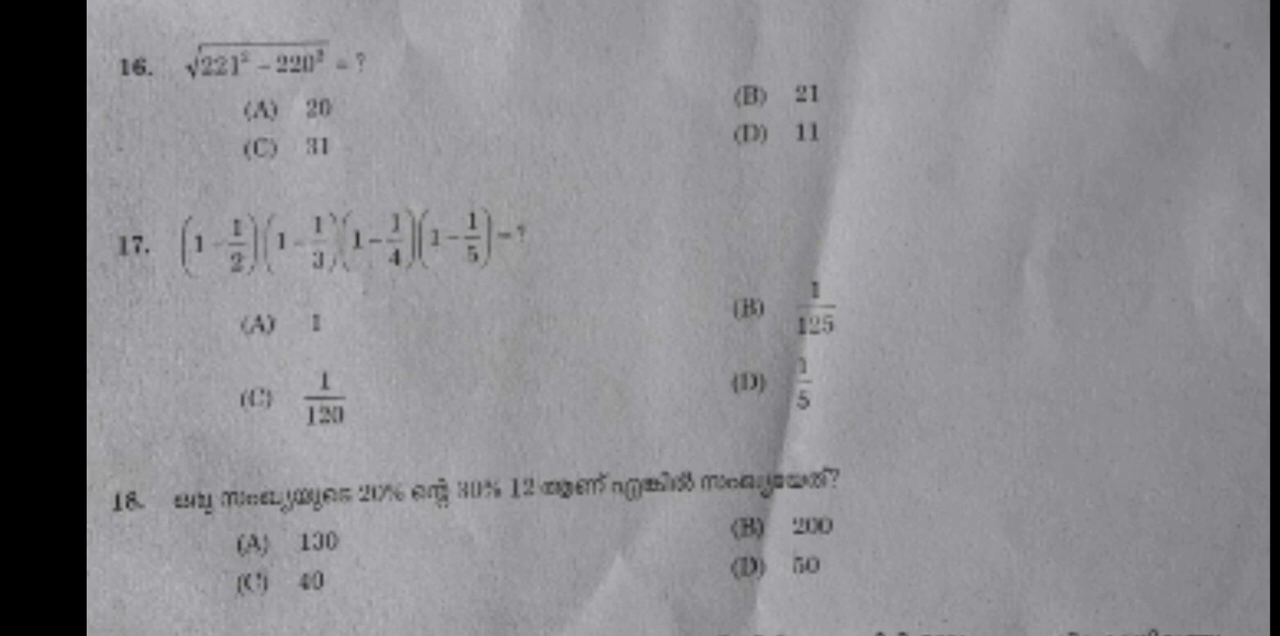 16. √221² – 220² = ?
(A) 20 (B) 21
(C) 31 (D) 11
17. (1 - 1/2)(1 - 1/3)(1 - 1/4)(1 - 1/5) = ?
(A) 1 (B) 1/125
(C) 1/120 (D) 1/5
18. ഒരു സംഖ്യയുടെ 20% ന്റെ 30% 12 ആണ് എങ്കിൽ സംഖ്യയേത്?
(A) 130 (B) 200
(C) 40 (D) 50